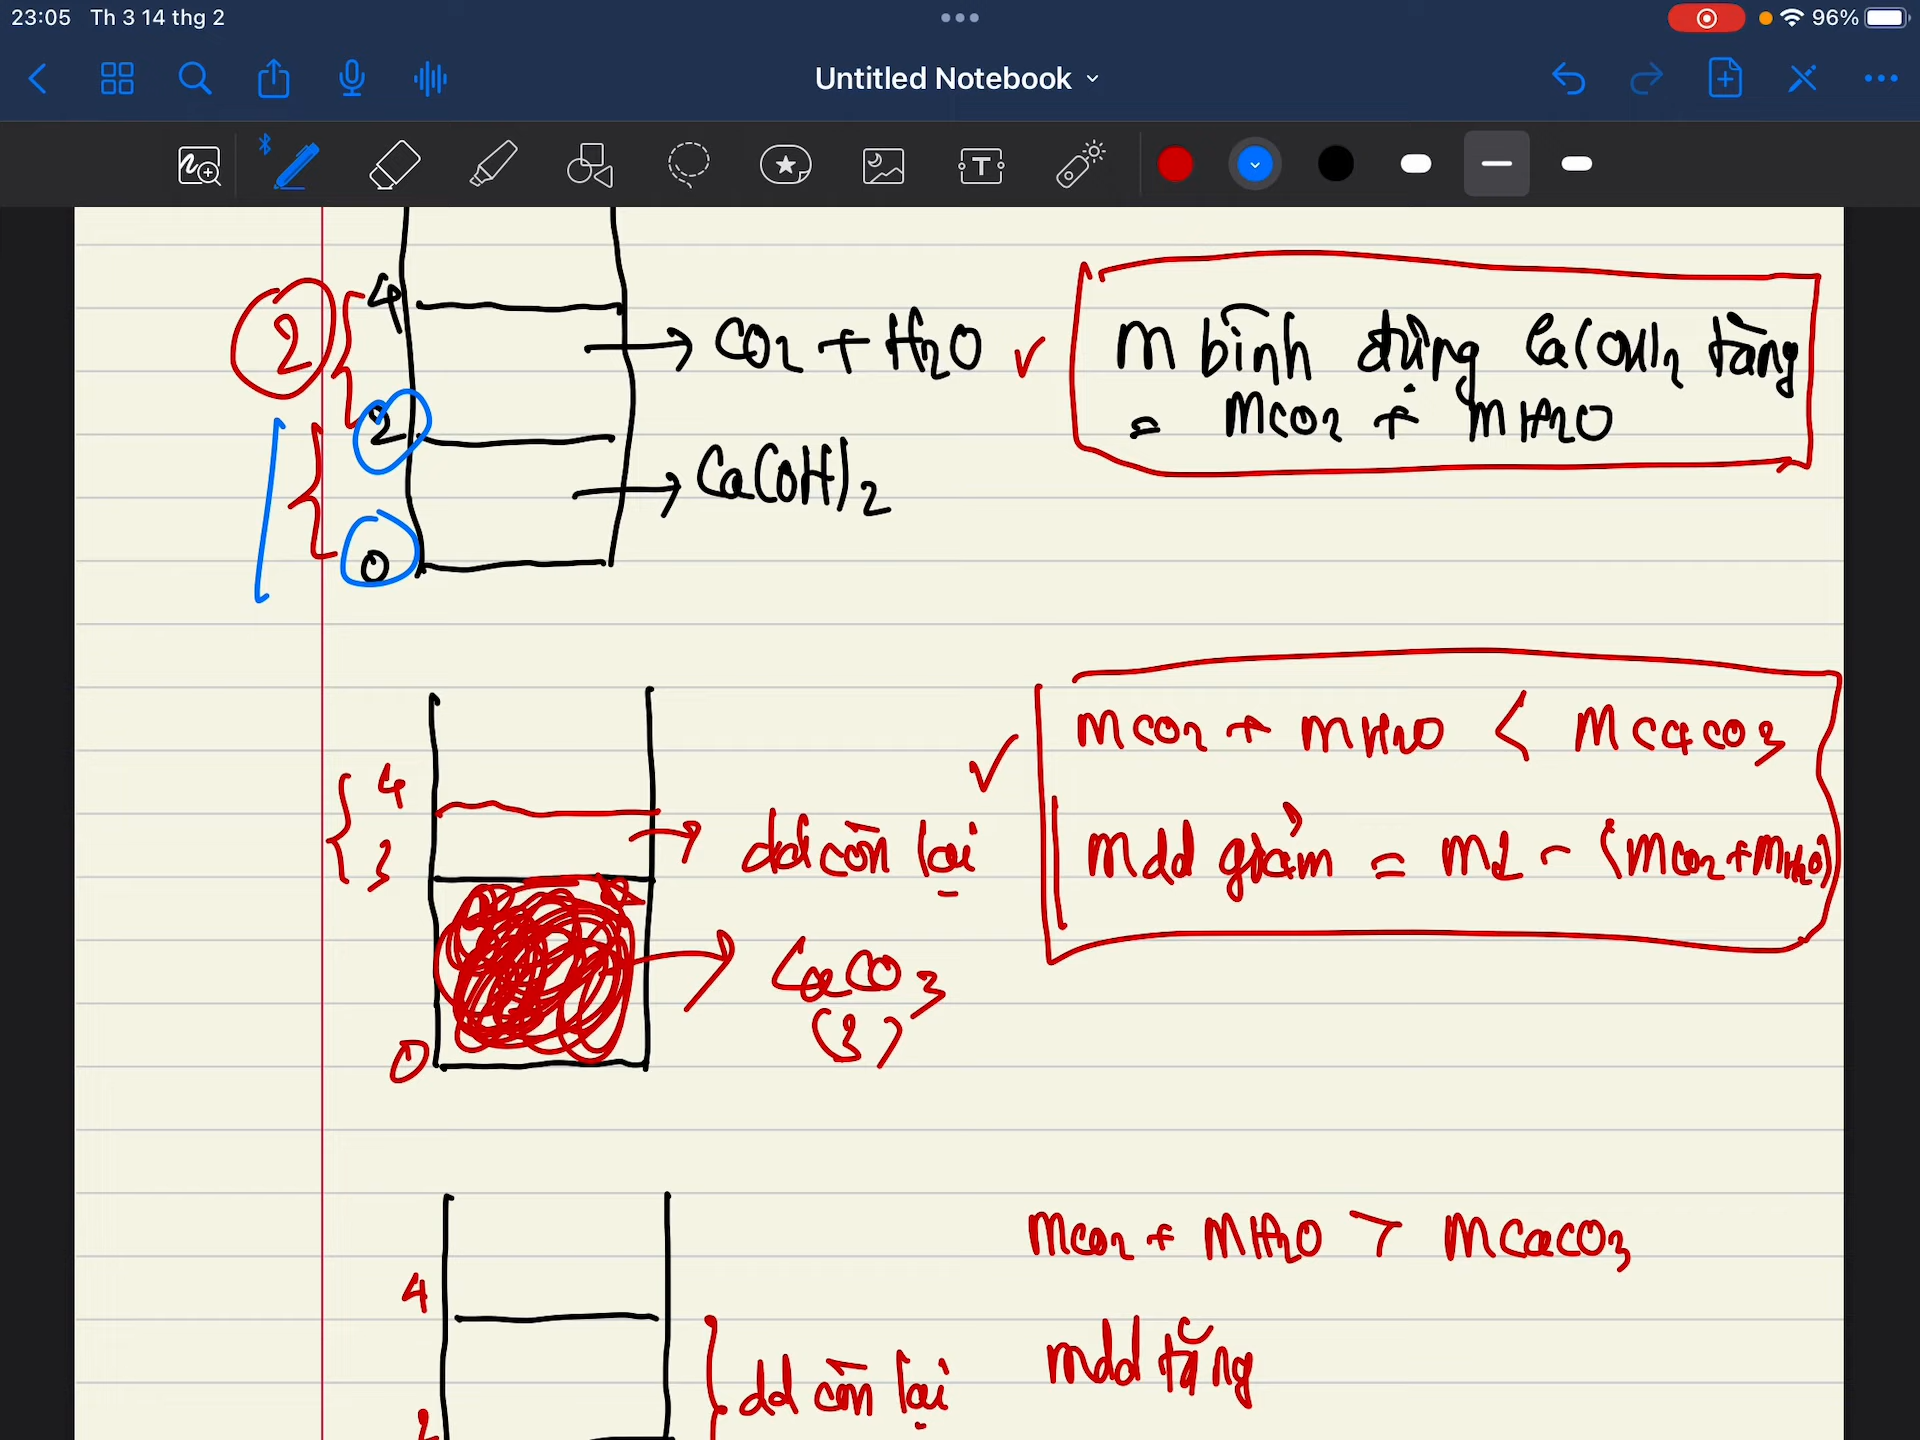 23:05 Th 3 14 thg 2
96%
Untitled Notebook
T
4
2
CO2 + H2O
m bình đựng Ca(OH)2 tăng
= mCO2 + mH2O
2
Ca(OH)2
0
mCO2 + mH2O < mCaCO3
4
dd còn lại
mdd giảm = m↓ - (mCO2 + mH2O)
3
CaCO3
(3)
0
mCO2 + mH2O > mCaCO3
4
mdd tăng
dd còn lại
2